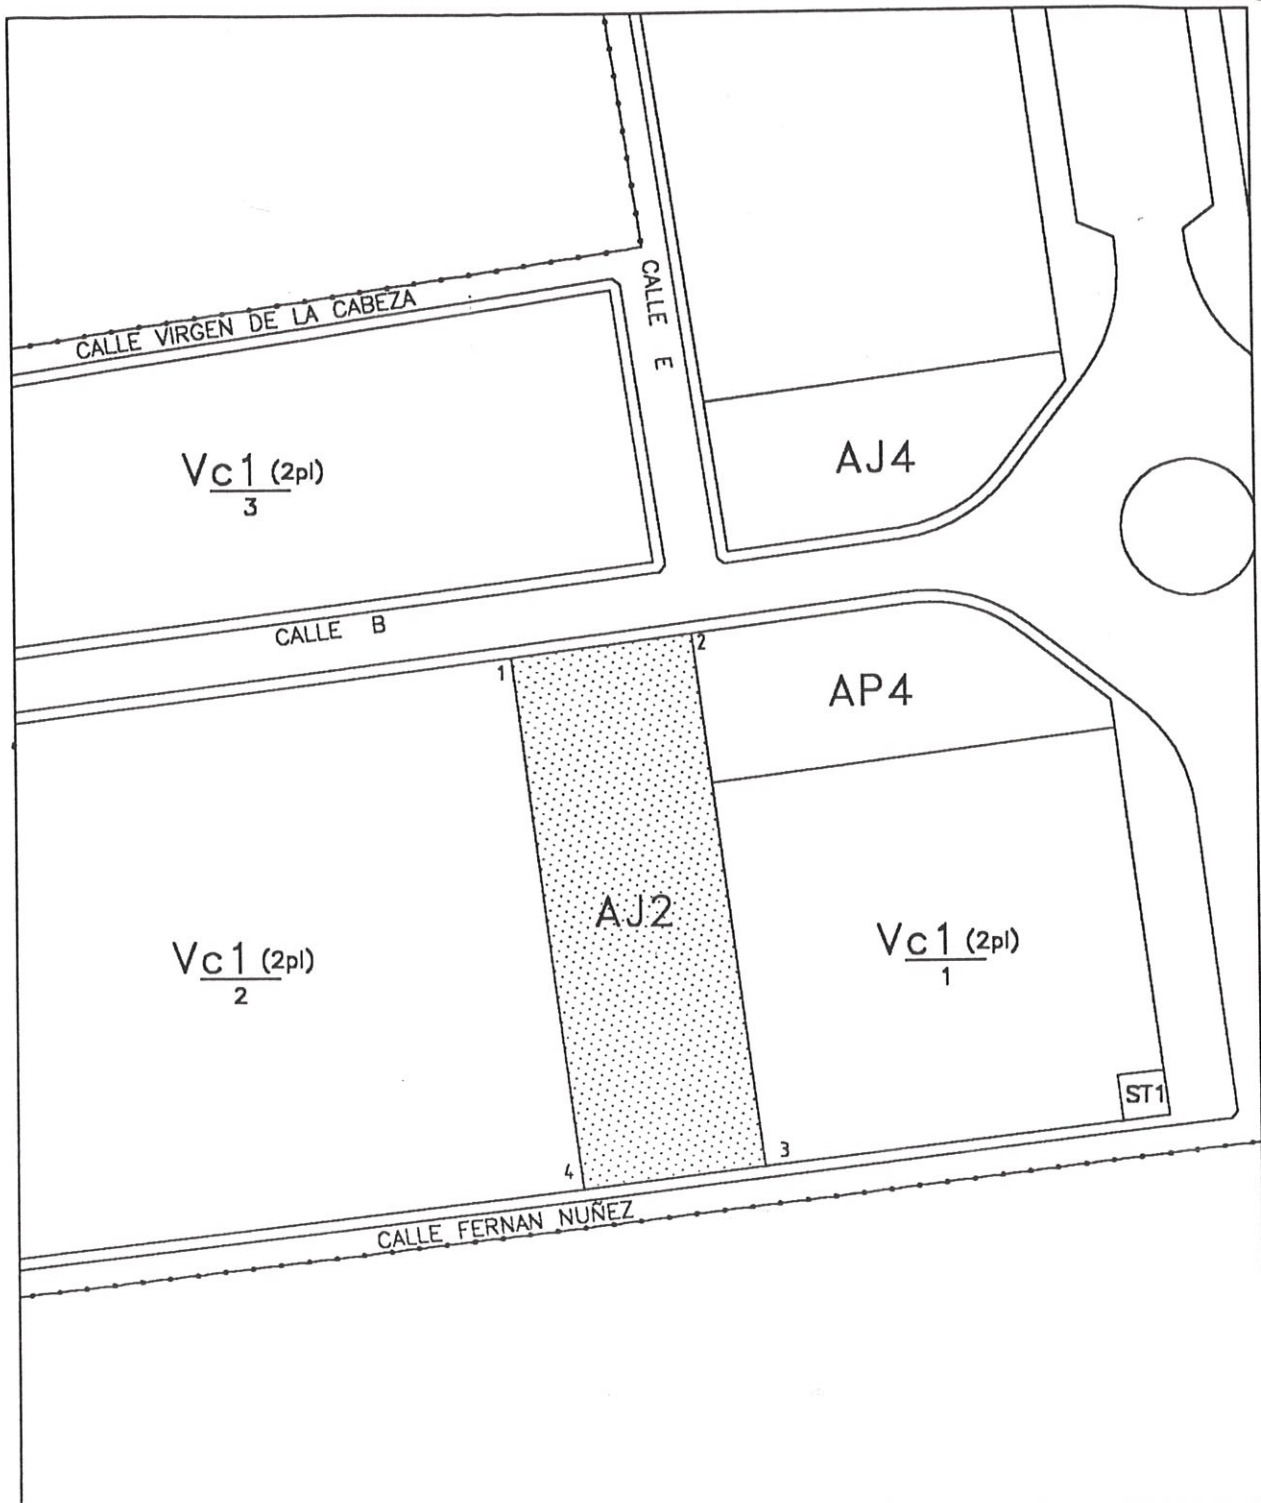 CALLE VIRGEN DE LA CABEZA
CALLE E
Vc1 (2pl)
3
AJ4
CALLE B
1
2
AP4
AJ2
Vc1 (2pl)
2
Vc1 (2pl)
1
ST1
4
3
CALLE FERNAN NUÑEZ